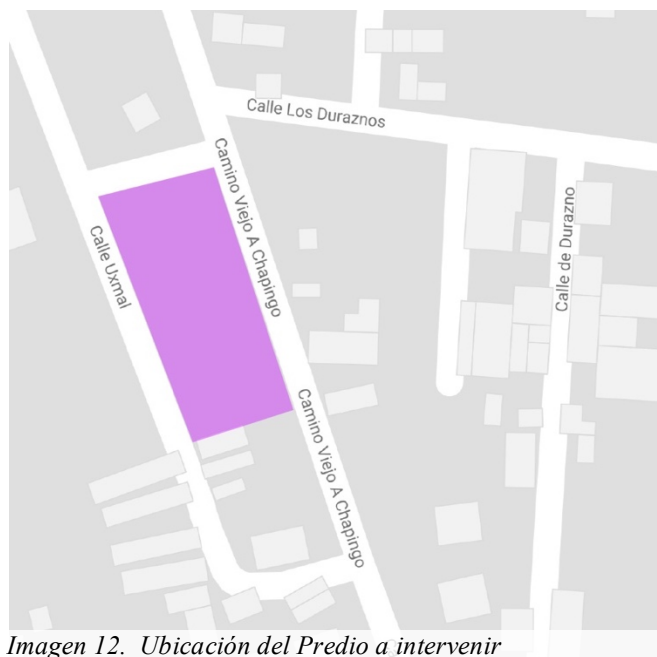 Calle Los Duraznos
Camino Viejo A Chapingo
Calle Uxmal
Calle de Durazno
Camino Viejo A Chapingo
Imagen 12. Ubicación del Predio a intervenir